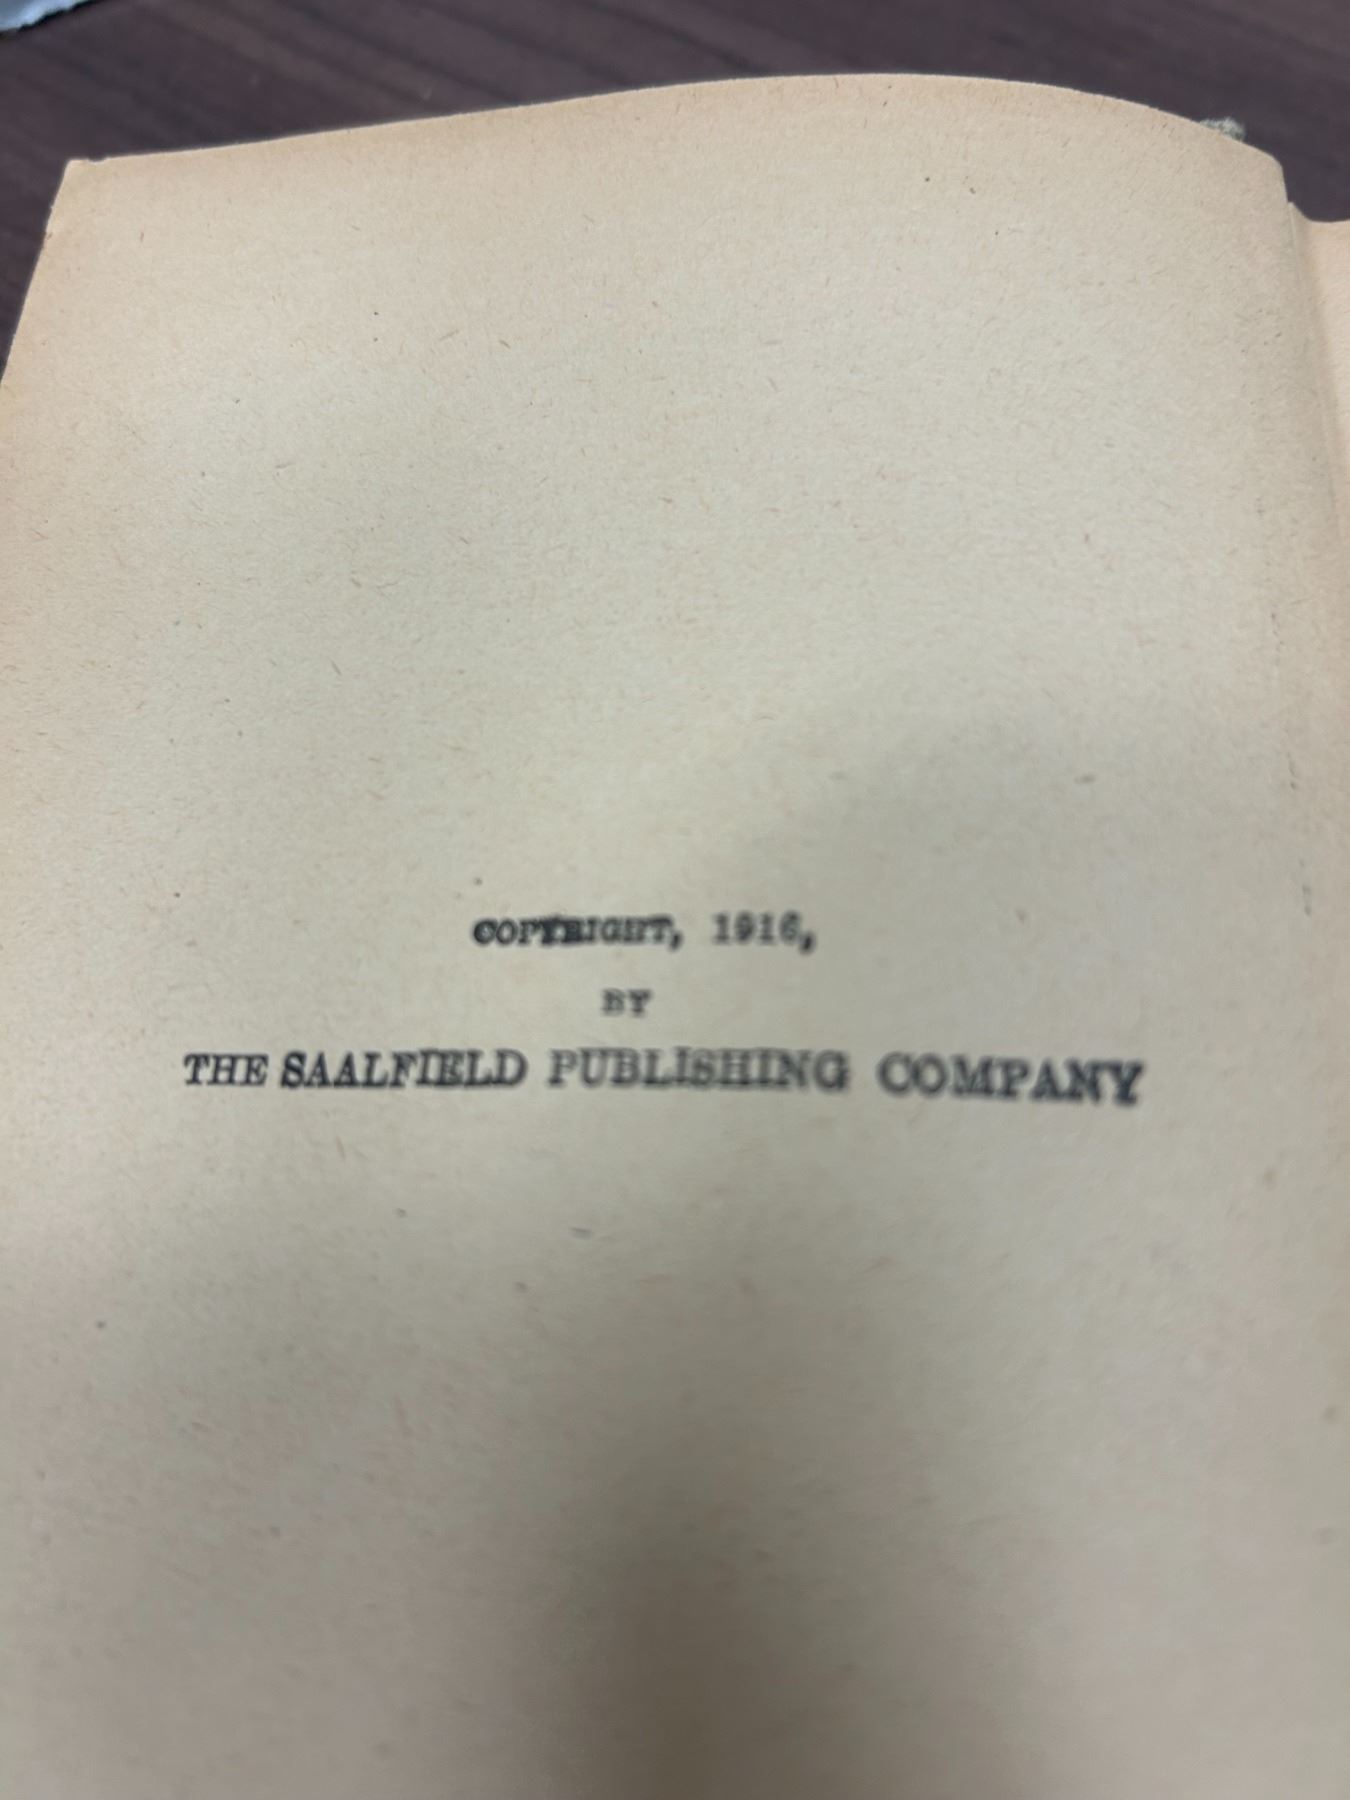 COPYRIGHT, 1916,
BY
THE SAALFIELD PUBLISHING COMPANY